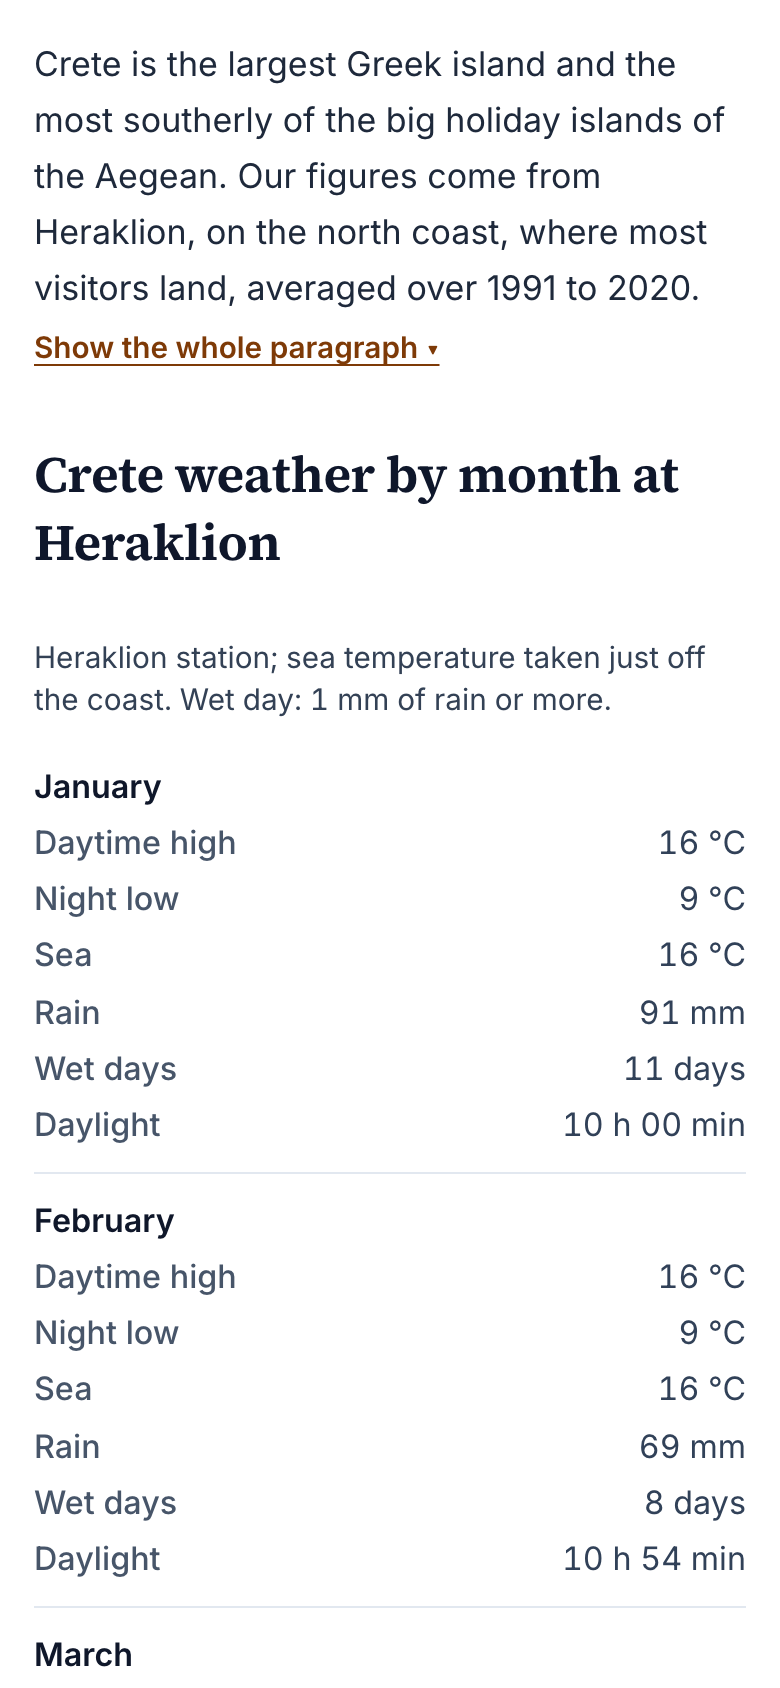 Crete is the largest Greek island and the
most southerly of the big holiday islands of
the Aegean. Our figures come from
Heraklion, on the north coast, where most
visitors land, averaged over 1991 to 2020.
Show the whole paragraph ▾
Crete weather by month at
Heraklion
Heraklion station; sea temperature taken just off
the coast. Wet day: 1 mm of rain or more.
January
Daytime high 16 °C
Night low 9 °C
Sea 16 °C
Rain 91 mm
Wet days 11 days
Daylight 10 h 00 min
February
Daytime high 16 °C
Night low 9 °C
Sea 16 °C
Rain 69 mm
Wet days 8 days
Daylight 10 h 54 min
March